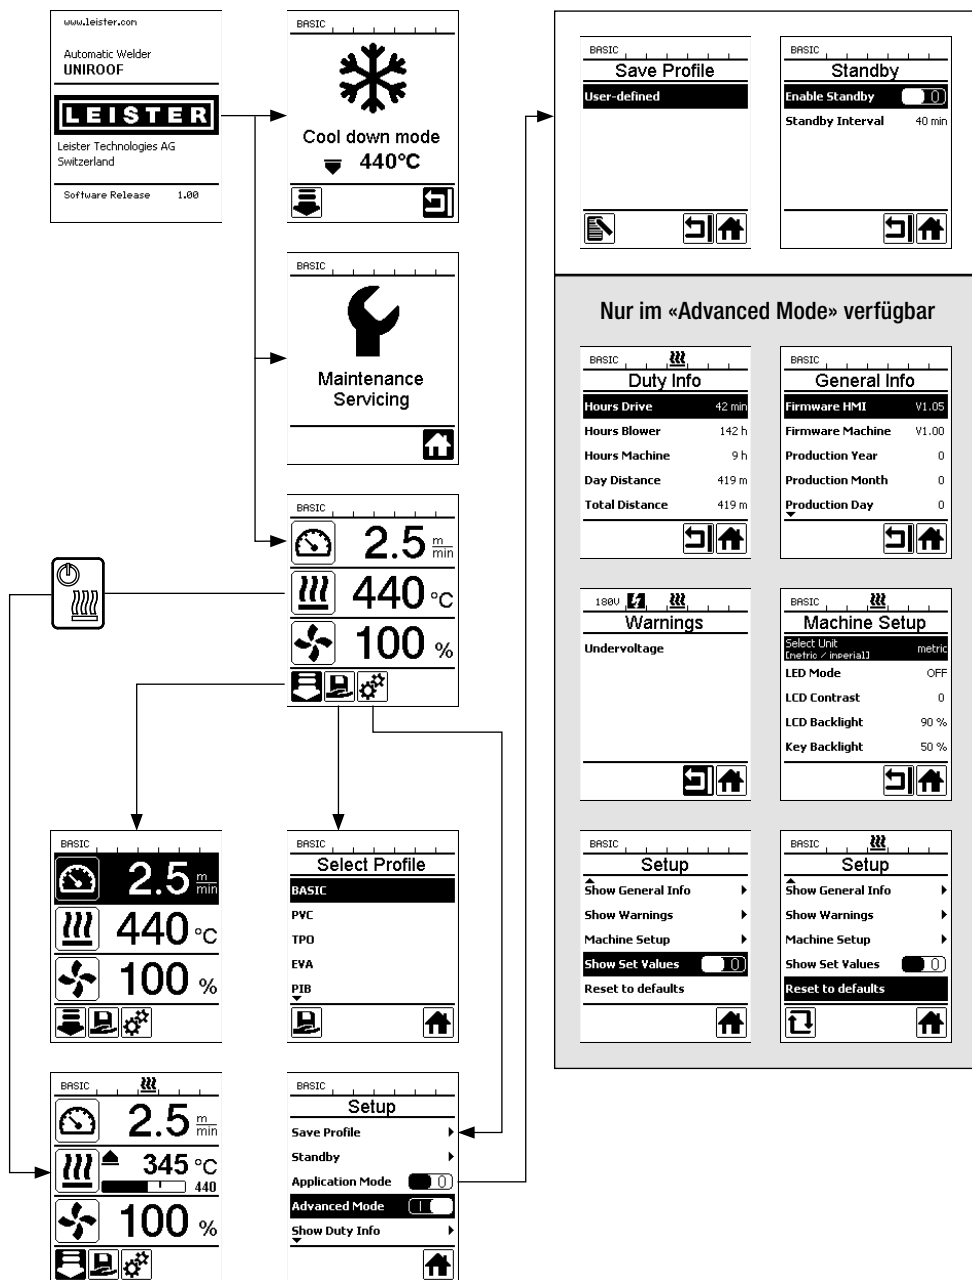 www.leister.com
Automatic Welder
UNIROOF
LEISTER
Leister Technologies AG
Switzerland
Software Release 1.00
BASIC
Cool down mode
440°C
BASIC
Maintenance
Servicing
BASIC
2.5 m/min
440 °C
100 %
BASIC
2.5 m/min
440 °C
100 %
BASIC
Select Profile
BASIC
PVC
TPO
EVA
PIB
BASIC
2.5 m/min
345 °C
440
100 %
BASIC
Setup
Save Profile
Standby
Application Mode 0
Advanced Mode I
Show Duty Info
BASIC
Save Profile
User-defined
BASIC
Standby
Enable Standby 0
Standby Interval 40 min
Nur im «Advanced Mode» verfügbar
BASIC
Duty Info
Hours Drive 42 min
Hours Blower 142 h
Hours Machine 9 h
Day Distance 419 m
Total Distance 419 m
BASIC
General Info
Firmware HMI V1.05
Firmware Machine V1.00
Production Year 0
Production Month 0
Production Day 0
180V
Warnings
Undervoltage
BASIC
Machine Setup
Select Unit
[metric / imperial] metric
LED Mode OFF
LCD Contrast 0
LCD Backlight 90 %
Key Backlight 50 %
BASIC
Setup
Show General Info
Show Warnings
Machine Setup
Show Set Values 0
Reset to defaults
BASIC
Setup
Show General Info
Show Warnings
Machine Setup
Show Set Values 0
Reset to defaults